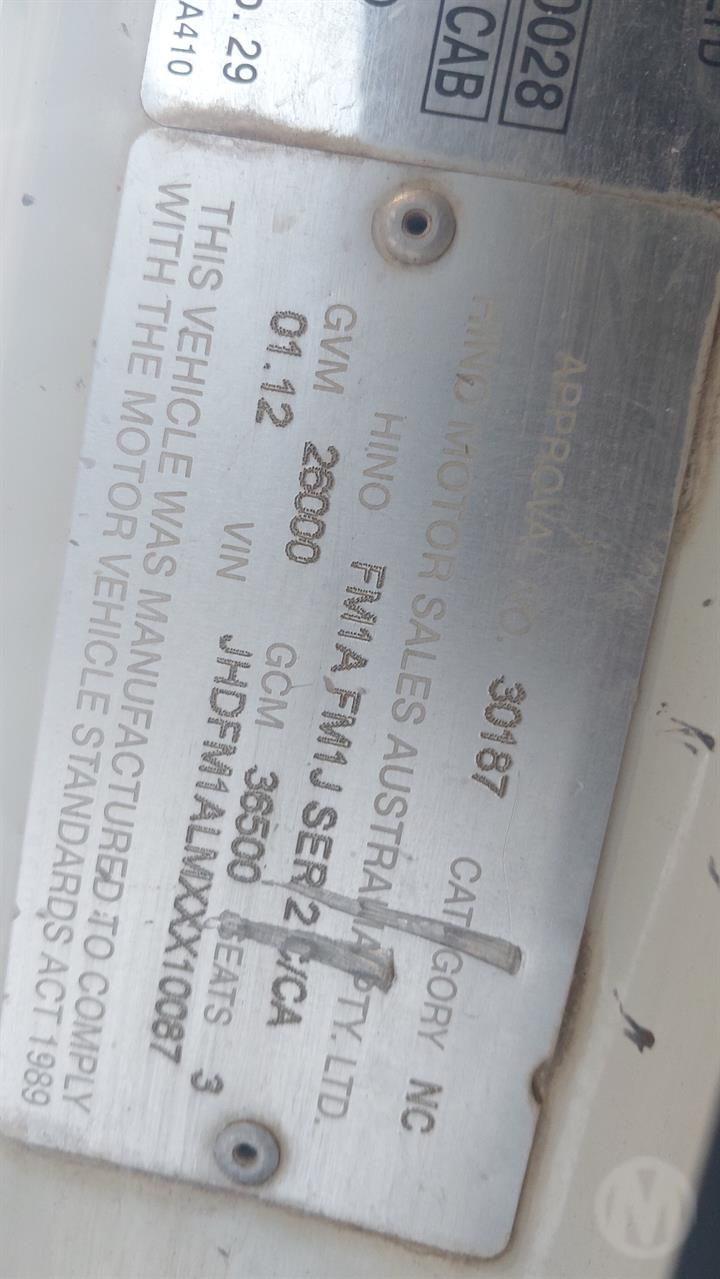 LTD
0028
CAB
O. 29
A410
APPROVAL NO. 30187 CATEGORY NC
HINO MOTOR SALES AUSTRALIA PTY. LTD.
HINO FM1A FM1J SER 2 C/CA
GVM 26000 GCM 36500 SEATS 3
01.12 VIN JHDFM1ALMXXX10087
THIS VEHICLE WAS MANUFACTURED TO COMPLY
WITH THE MOTOR VEHICLE STANDARDS ACT 1989
M